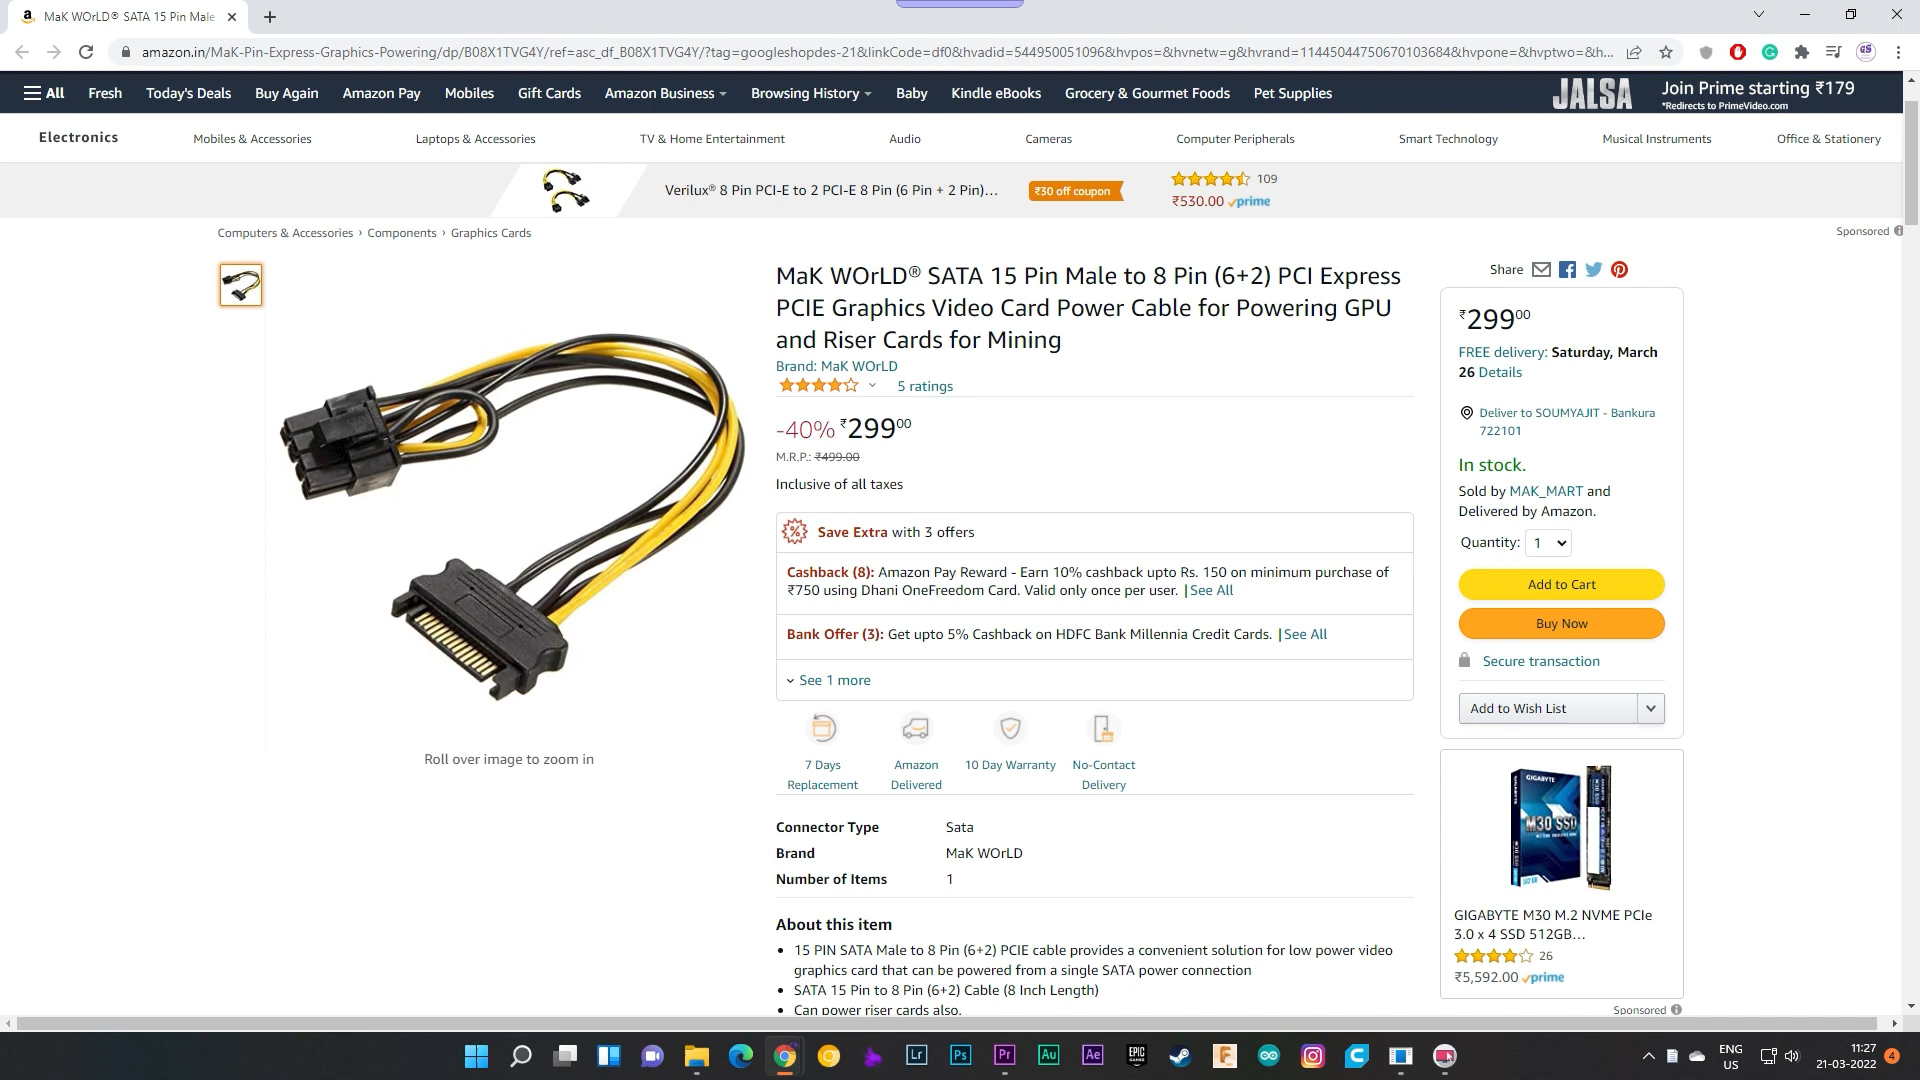 MaK WOrLD® SATA 15 Pin Male
amazon.in/MaK-Pin-Express-Graphics-Powering/dp/B08X1TVG4Y/ref=asc_df_B08X1TVG4Y/?tag=googleshopdes-21&linkCode=df0&hvadid=544950051096&hvpos=&hvnetw=g&hvrand=11445044750670103684&hvpone=&hvptwo=&h...
All Fresh Today's Deals Buy Again Amazon Pay Mobiles Gift Cards Amazon Business Browsing History Baby Kindle eBooks Grocery & Gourmet Foods Pet Supplies
JALSA
Join Prime starting ₹179
*Redirects to PrimeVideo.com
Electronics Mobiles & Accessories Laptops & Accessories TV & Home Entertainment Audio Cameras Computer Peripherals Smart Technology Musical Instruments Office & Stationery
Verilux® 8 Pin PCI-E to 2 PCI-E 8 Pin (6 Pin + 2 Pin)... ₹30 off coupon 109
₹530.00 prime
Computers & Accessories › Components › Graphics Cards
Sponsored
MaK WOrLD® SATA 15 Pin Male to 8 Pin (6+2) PCI Express
PCIE Graphics Video Card Power Cable for Powering GPU
and Riser Cards for Mining
Brand: MaK WOrLD
5 ratings
-40% ₹299⁰⁰
M.R.P.: ₹499.00
Inclusive of all taxes
Save Extra with 3 offers
Cashback (8): Amazon Pay Reward - Earn 10% cashback upto Rs. 150 on minimum purchase of
₹750 using Dhani OneFreedom Card. Valid only once per user. | See All
Bank Offer (3): Get upto 5% Cashback on HDFC Bank Millennia Credit Cards. | See All
See 1 more
7 Days
Replacement
Amazon
Delivered
10 Day Warranty
No-Contact
Delivery
Roll over image to zoom in
Connector Type Sata
Brand MaK WOrLD
Number of Items 1
About this item
• 15 PIN SATA Male to 8 Pin (6+2) PCIE cable provides a convenient solution for low power video
graphics card that can be powered from a single SATA power connection
• SATA 15 Pin to 8 Pin (6+2) Cable (8 Inch Length)
• Can power riser cards also.
Share
₹299⁰⁰
FREE delivery: Saturday, March
26 Details
Deliver to SOUMYAJIT - Bankura
722101
In stock.
Sold by MAK_MART and
Delivered by Amazon.
Quantity: 1
Add to Cart
Buy Now
Secure transaction
Add to Wish List
GIGABYTE
M30 SSD
GIGABYTE M30 M.2 NVME PCIe
3.0 x 4 SSD 512GB...
26
₹5,592.00 prime
Sponsored
Lr Ps Pr Au Ae
EPIC
GAMES
ENG
US
11:27
21-03-2022
4